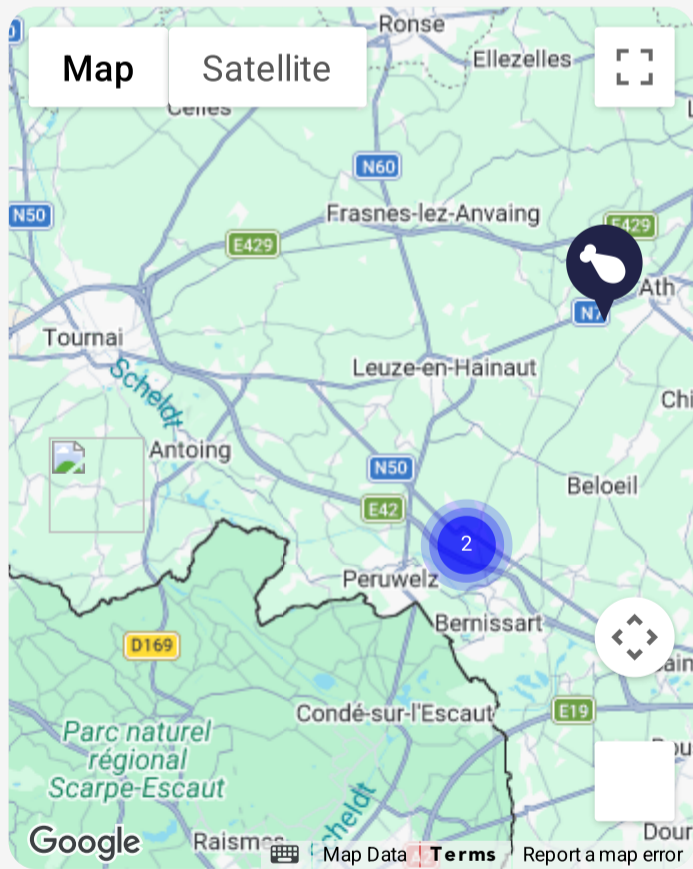 Ronse
Map
Satellite
Ellezelles
Celles
N60
N50
Frasnes-lez-Anvaing
E429
E429
Ath
N7
Tournai
Leuze-en-Hainaut
Scheldt
Chi
Antoing
N50
Beloeil
E42
2
Peruwelz
Bernissart
D169
ain
Condé-sur-l'Escaut
E19
Parc naturel
régional
Scarpe-Escaut
cheldt
Google
Raismes
Dour
Map Data
Terms
Report a map error